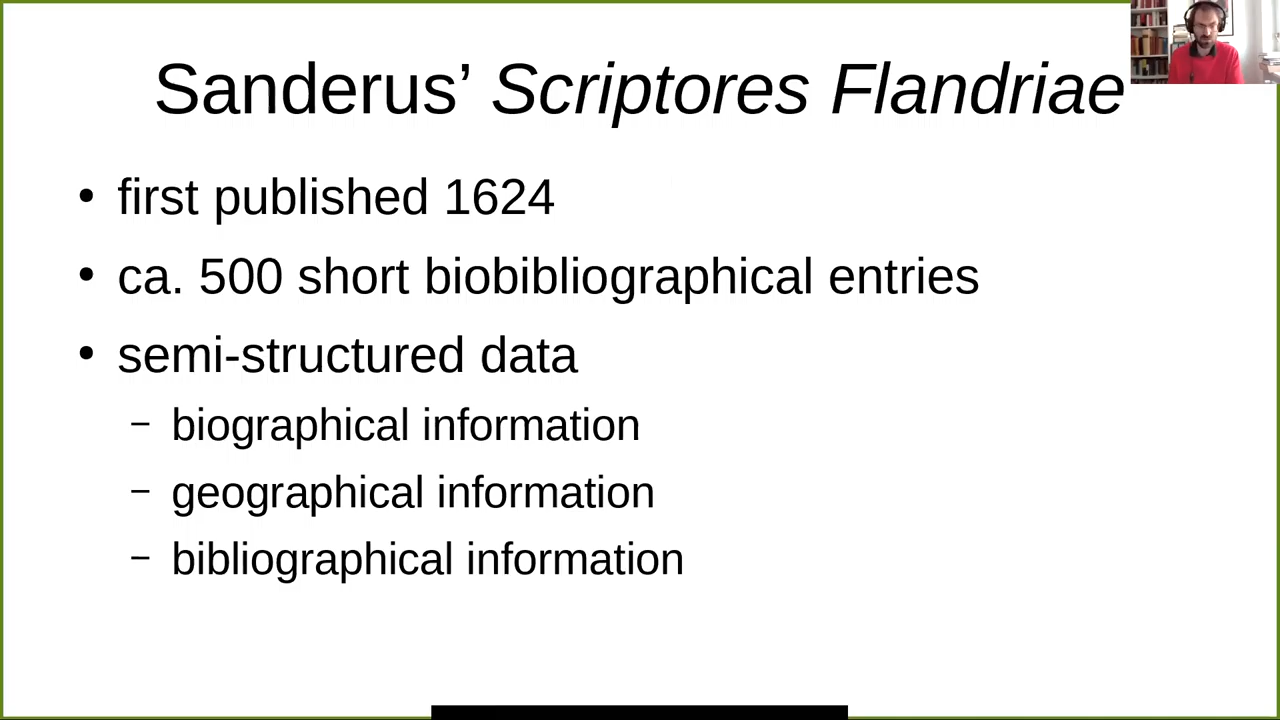 Sanderus’ Scriptores Flandriae
• first published 1624
• ca. 500 short biobibliographical entries
• semi-structured data
– biographical information
– geographical information
– bibliographical information